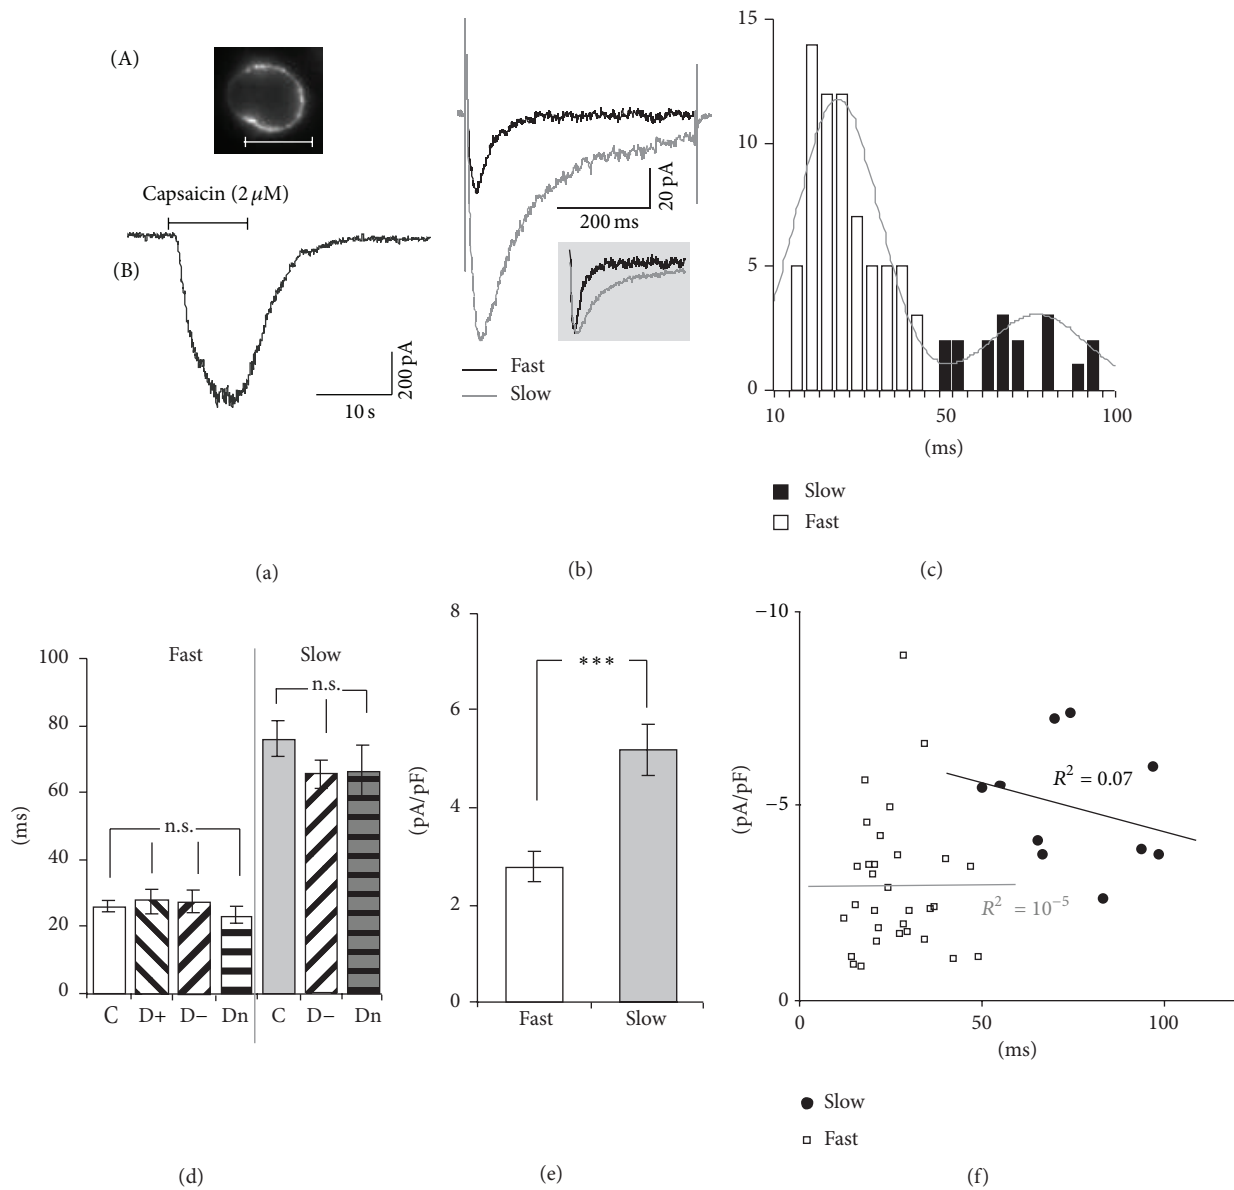 (A)
Capsaicin (2 μM)
(B)
200 pA
10 s
(a)
20 pA
200 ms
Fast
Slow
(b)
15
10
5
0
10 50 100
(ms)
Slow
Fast
(c)
100
80
60
40
20
0
(ms)
Fast Slow
n.s.
n.s.
C D+ D− Dn C D− Dn
(d)
8
6
4
2
0
(pA/pF)
***
Fast Slow
(e)
−10
−5
0
(pA/pF)
R² = 0.07
R² = 10⁻⁵
0 50 100
(ms)
Slow
Fast
(f)